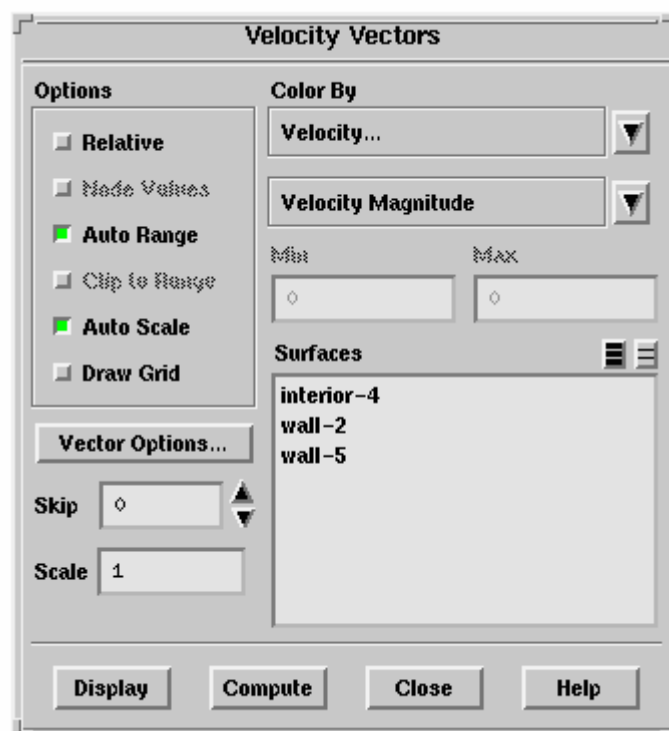 Velocity Vectors
Options
Relative
Node Values
Auto Range
Clip to Range
Auto Scale
Draw Grid
Vector Options...
Skip 0
Scale 1
Color By
Velocity...
Velocity Magnitude
Min Max
0 0
Surfaces
interior-4
wall-2
wall-5
Display Compute Close Help